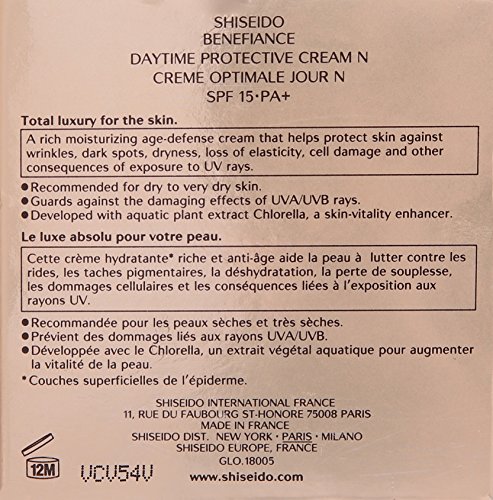 SHISEIDO
BENEFIANCE
DAYTIME PROTECTIVE CREAM N
CREME OPTIMALE JOUR N
SPF 15·PA+
Total luxury for the skin.
A rich moisturizing age-defense cream that helps protect skin against
wrinkles, dark spots, dryness, loss of elasticity, cell damage and other
consequences of exposure to UV rays.
●Recommended for dry to very dry skin.
●Guards against the damaging effects of UVA/UVB rays.
●Developed with aquatic plant extract Chlorella, a skin-vitality enhancer.
Le luxe absolu pour votre peau.
Cette crème hydratante* riche et anti-âge aide la peau à lutter contre les
rides, les taches pigmentaires, la déshydratation, la perte de souplesse,
les dommages cellulaires et les conséquences liées à l'exposition aux
rayons UV.
●Recommandée pour les peaux sèches et très sèches.
●Prévient des dommages liés aux rayons UVA/UVB.
●Développée avec le Chlorella, un extrait végétal aquatique pour augmenter
la vitalité de la peau.
*Couches superficielles de l'épiderme.
SHISEIDO INTERNATIONAL FRANCE
11, RUE DU FAUBOURG ST-HONORE 75008 PARIS
MADE IN FRANCE
SHISEIDO DIST. NEW YORK · PARIS · MILANO
SHISEIDO EUROPE, FRANCE
GLO.18005
12M VCV54V
www.shiseido.com